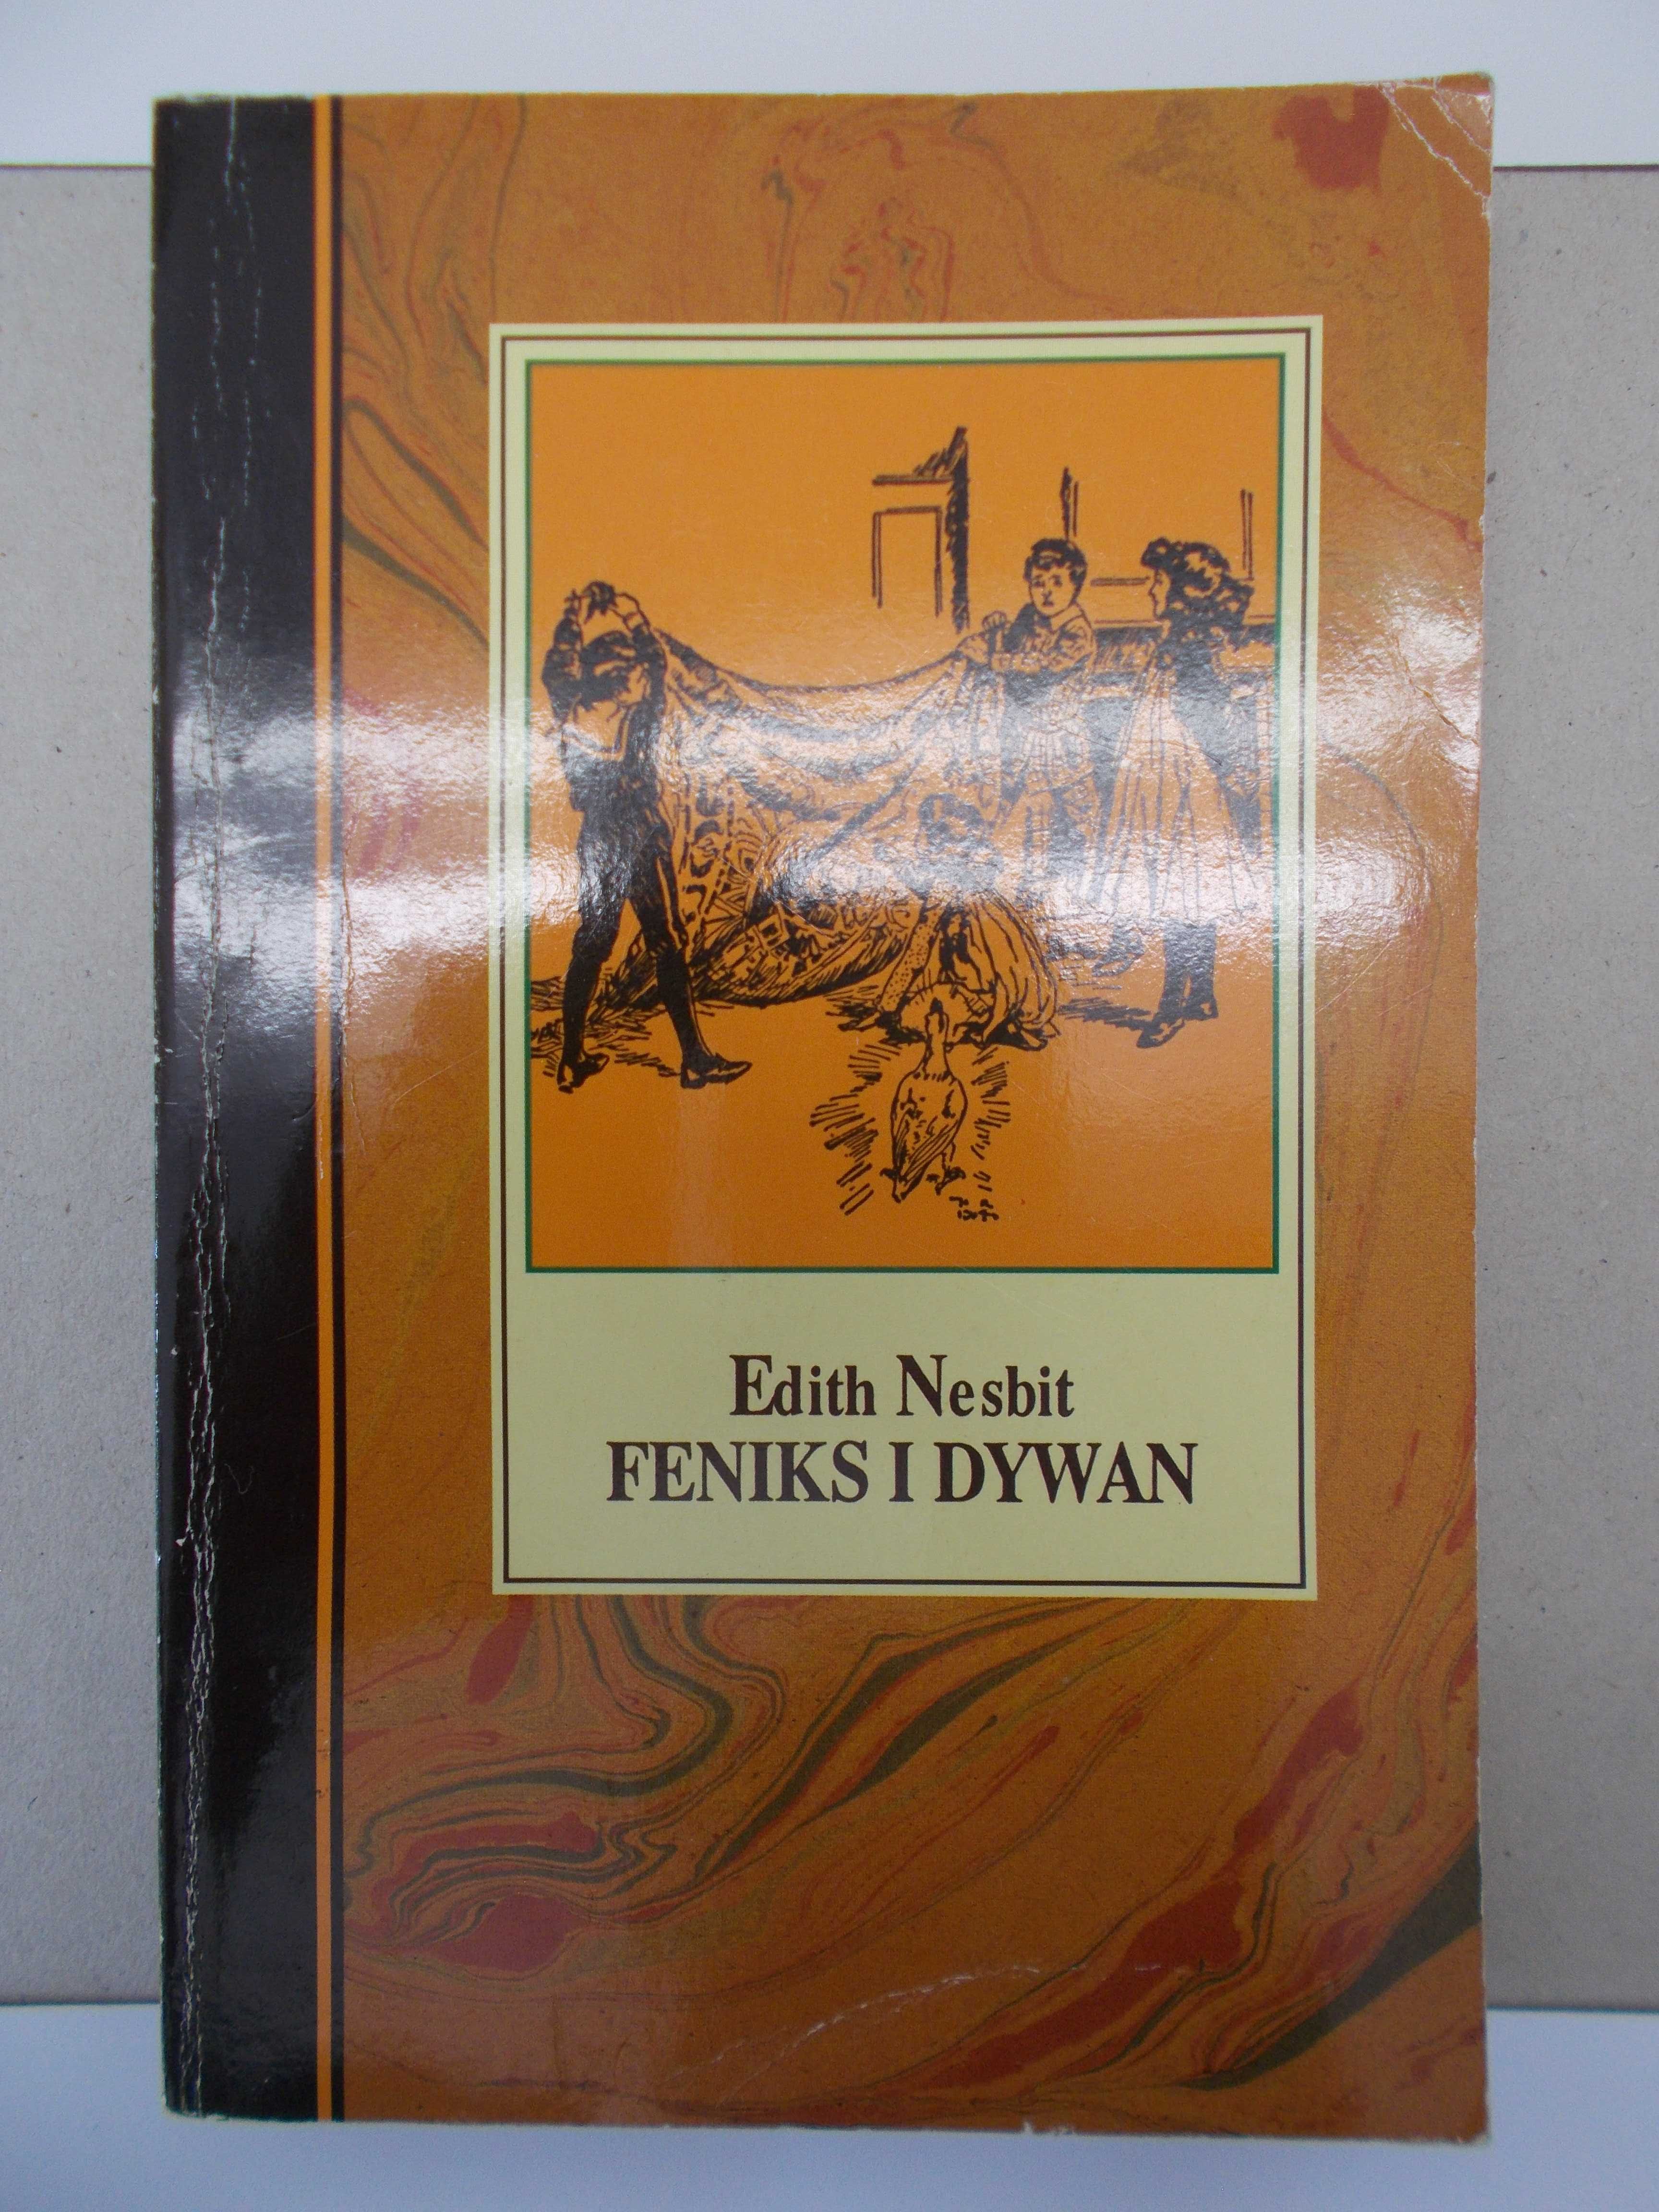 Edith Nesbit
FENIKS I DYWAN